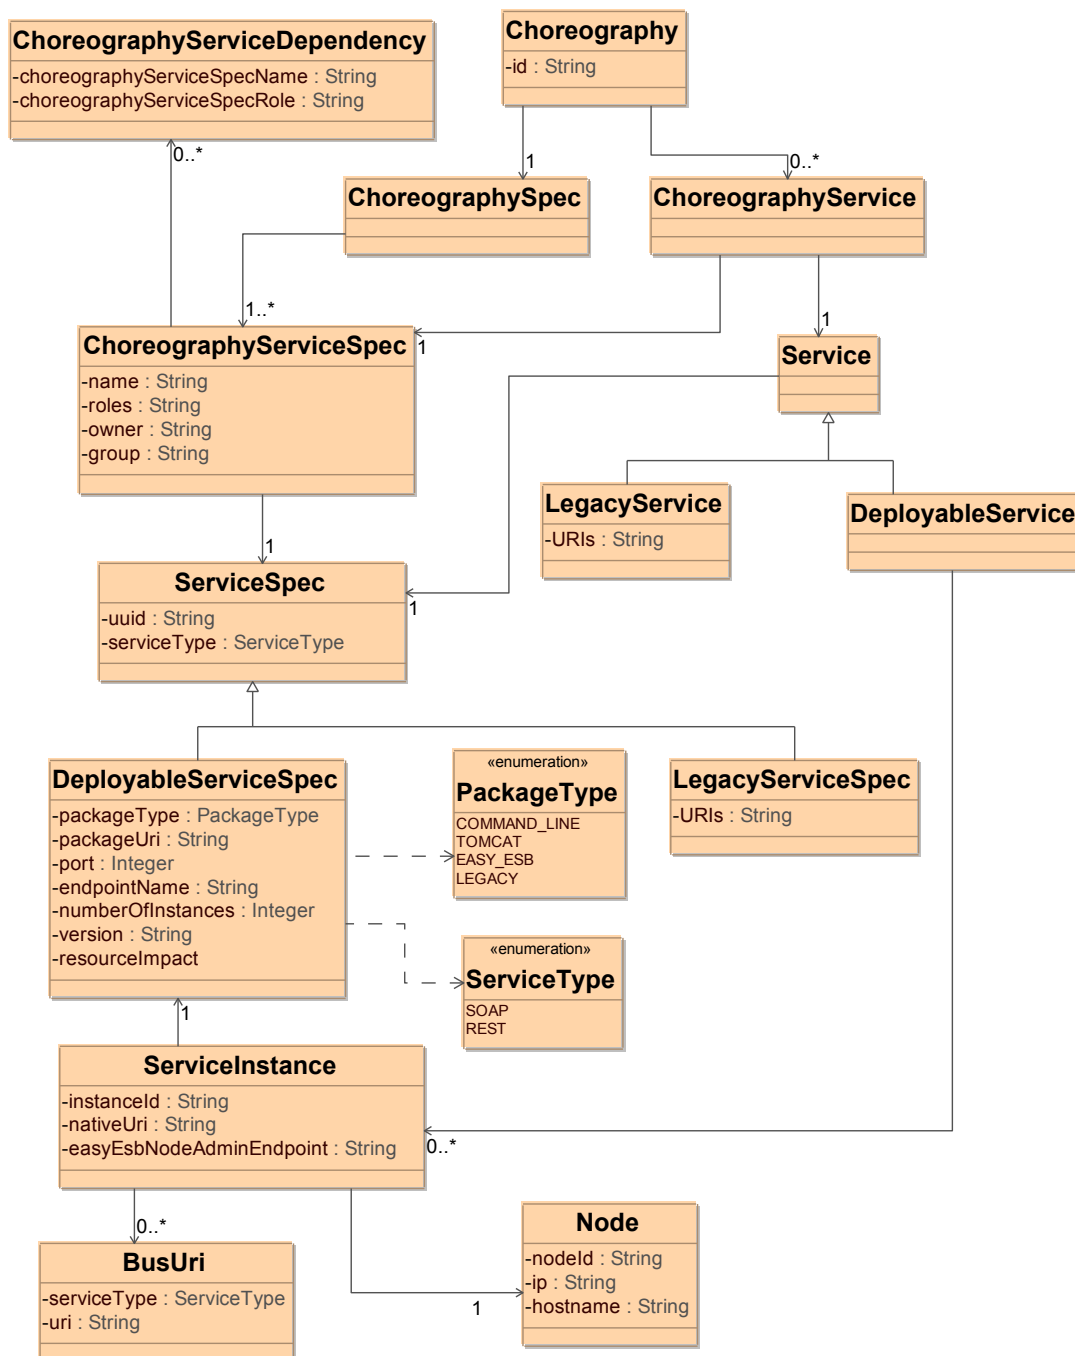 ChoreographyServiceDependency
-choreographyServiceSpecName : String
-choreographyServiceSpecRole : String
Choreography
-id : String
0..*
1
0..*
ChoreographySpec
ChoreographyService
1..*
1
1
ChoreographyServiceSpec
-name : String
-roles : String
-owner : String
-group : String
Service
LegacyService
-URIs : String
DeployableService
1
ServiceSpec
-uuid : String
-serviceType : ServiceType
1
DeployableServiceSpec
-packageType : PackageType
-packageUri : String
-port : Integer
-endpointName : String
-numberOfInstances : Integer
-version : String
-resourceImpact
«enumeration»
PackageType
COMMAND_LINE
TOMCAT
EASY_ESB
LEGACY
LegacyServiceSpec
-URIs : String
«enumeration»
ServiceType
SOAP
REST
1
ServiceInstance
-instanceId : String
-nativeUri : String
-easyEsbNodeAdminEndpoint : String
0..*
0..*
1
BusUri
-serviceType : ServiceType
-uri : String
Node
-nodeId : String
-ip : String
-hostname : String